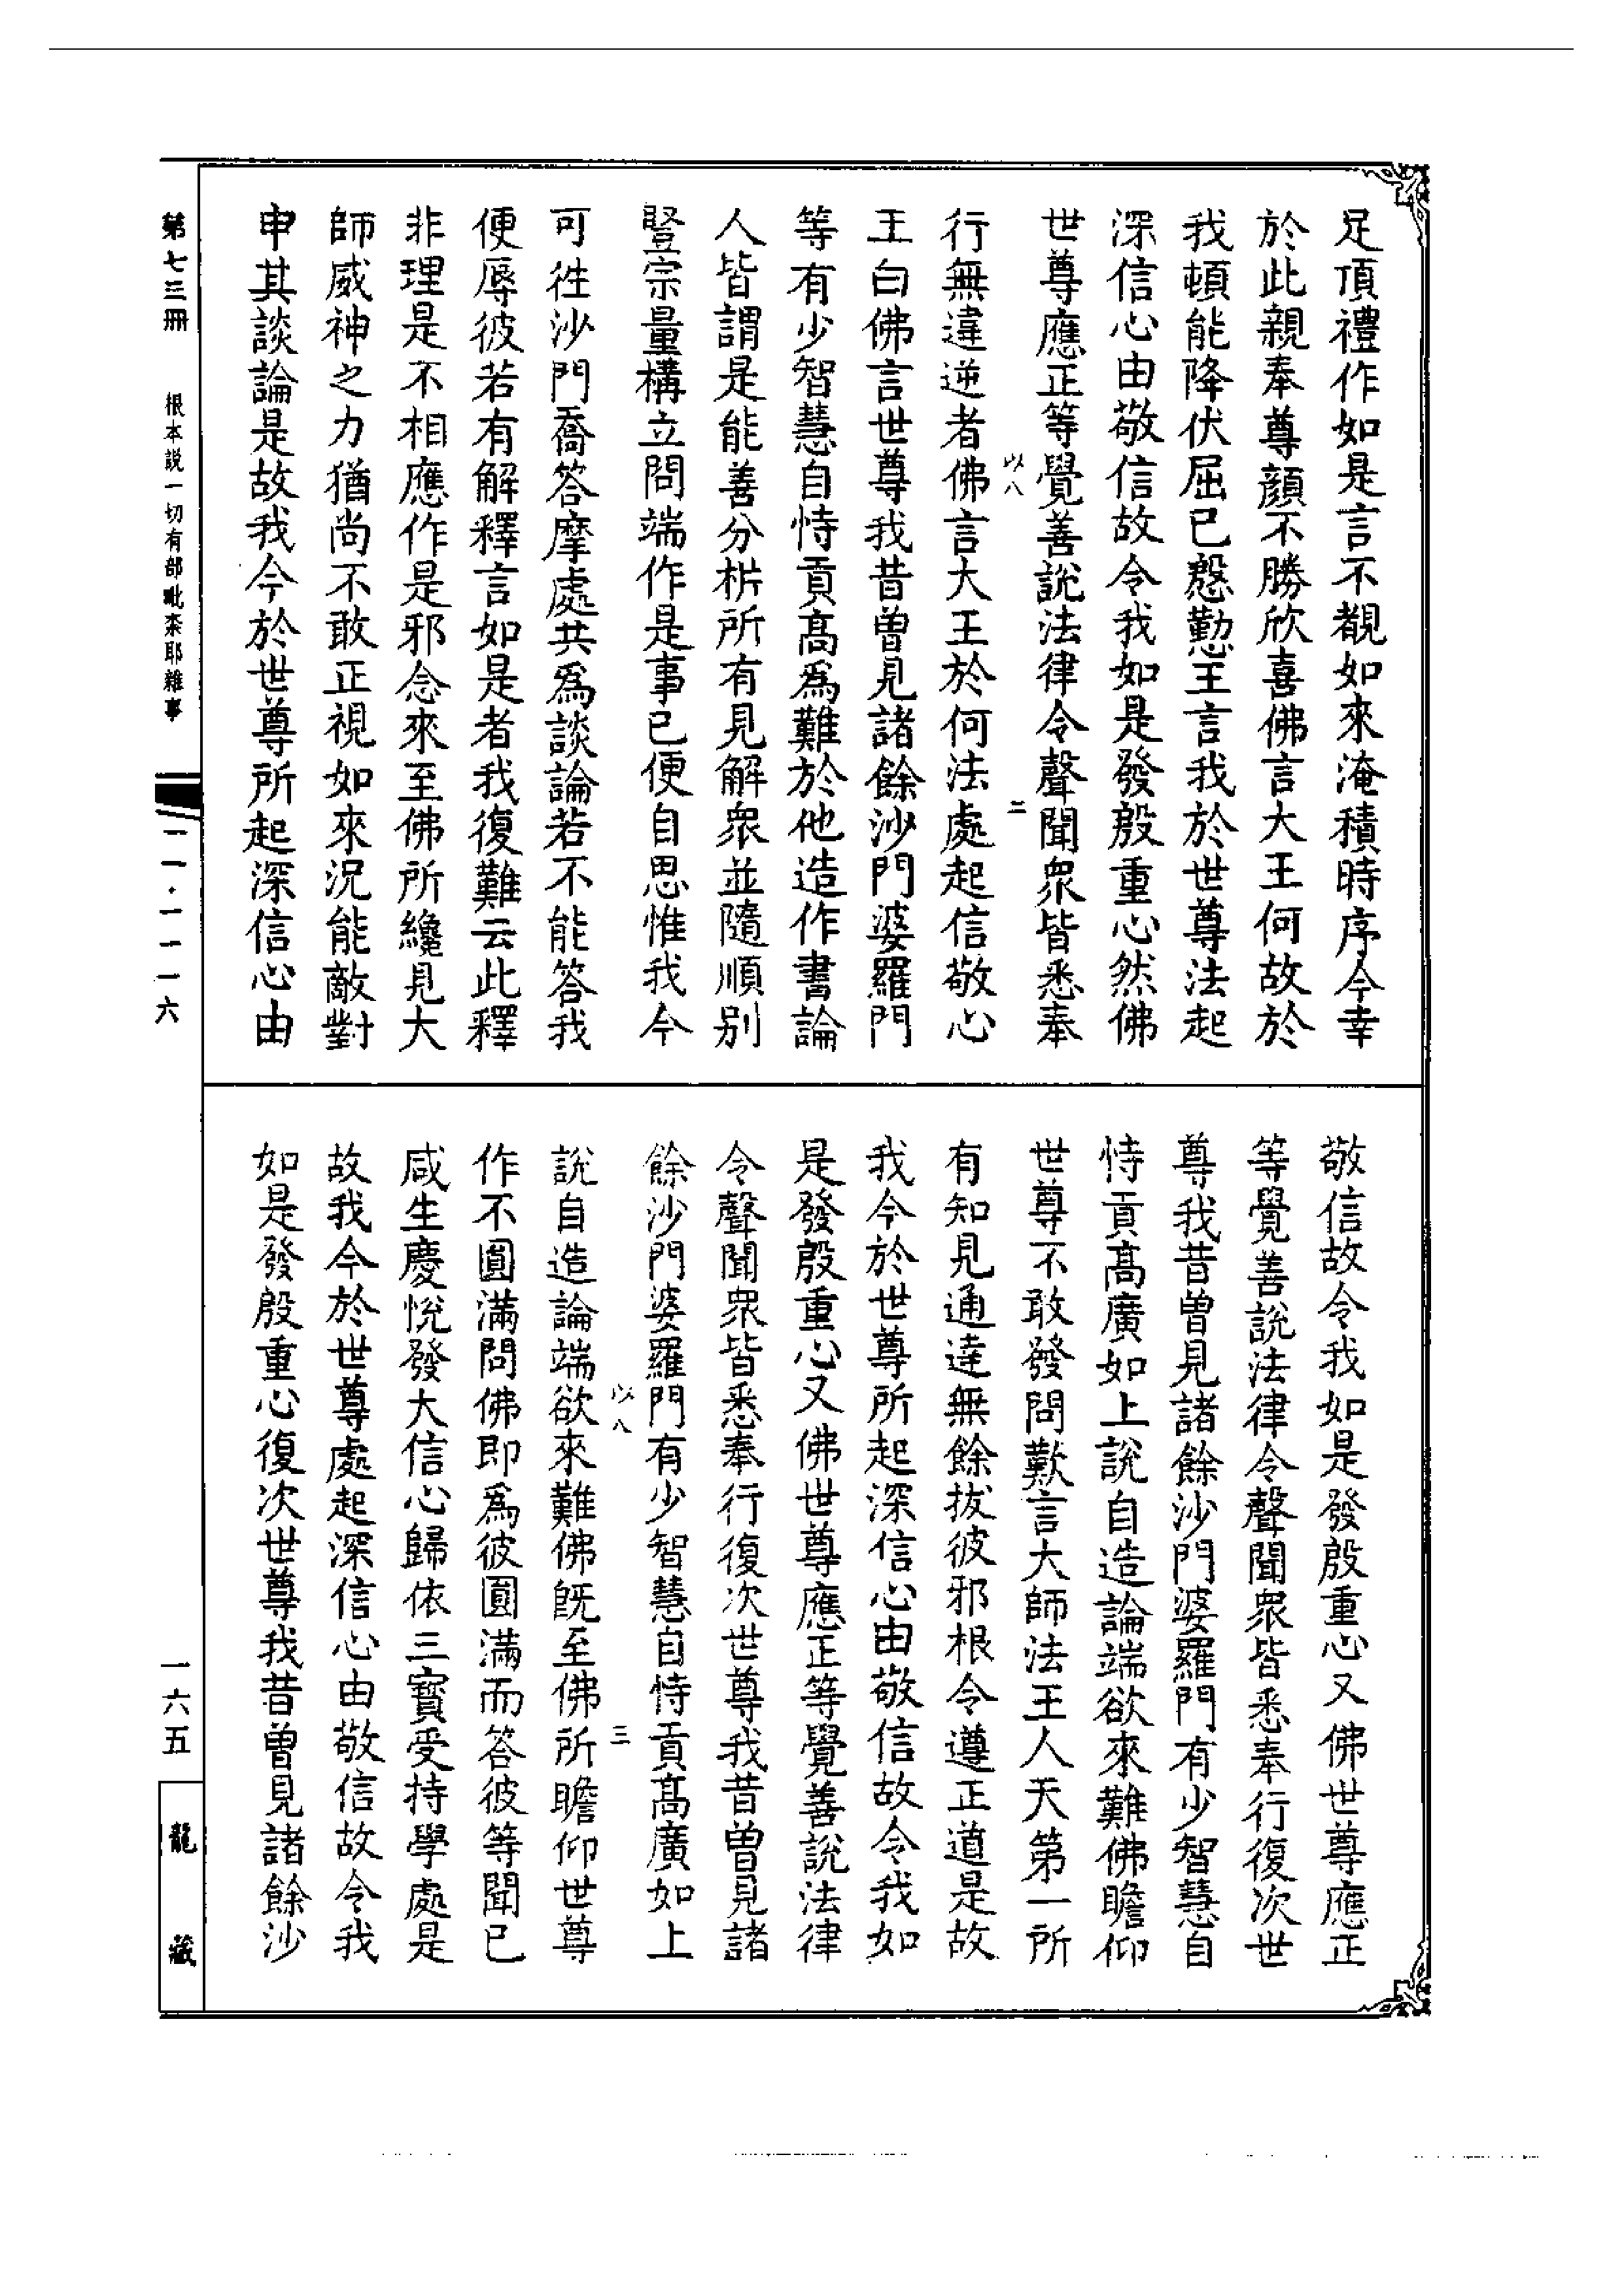 足頂禮作如是言不覩如來淹積時序今幸
於此親奉尊顏不勝欣喜佛言大王何故於
我頓能降伏屈已慇懃王言我於世尊法起
深信心由敬信故令我如是發殷重心然佛
世尊應正等覺善說法律令聲聞眾皆悉奉
以八 二
行無違逆者佛言大王於何法處起信敬心
王白佛言世尊我昔曾見諸餘沙門婆羅門
等有少智慧自恃貢高為難於他造作書論
人皆謂是能善分析所有見解眾並隨順別
豎宗量構立問端作是事已便自思惟我今
可往沙門喬答摩處共為談論若不能答我
便辱彼若有解釋言如是者我復難云此釋
非理是不相應作是邪念來至佛所纔見大
師威神之力猶尚不敢正視如來況能敵對
申其談論是故我今於世尊所起深信心由
敬信故令我如是發殷重心又佛世尊應正
等覺善說法律令聲聞眾皆悉奉行復次世
尊我昔曾見諸餘沙門婆羅門有少智慧自
恃貢高廣如上說自造論端欲來難佛瞻仰
世尊不敢發問歎言大師法王人天第一所
有知見通達無餘拔彼邪根令遵正道是故
我今於世尊所起深信心由敬信故令我如
是發殷重心又佛世尊應正等覺善說法律
令聲聞眾皆悉奉行復次世尊我昔曾見諸
餘沙門婆羅門有少智慧自恃貢高廣如上
以八 三
說自造論端欲來難佛既至佛所瞻仰世尊
作不圓滿問佛即為彼圓滿而答彼等聞已
咸生慶悅發大信心歸依三寶受持學處是
故我今於世尊處起深信心由敬信故令我
如是發殷重心復次世尊我昔曾見諸餘沙
第七三冊 根本說一切有部毗柰耶雜事 一一·一一一六
一六五 龍藏